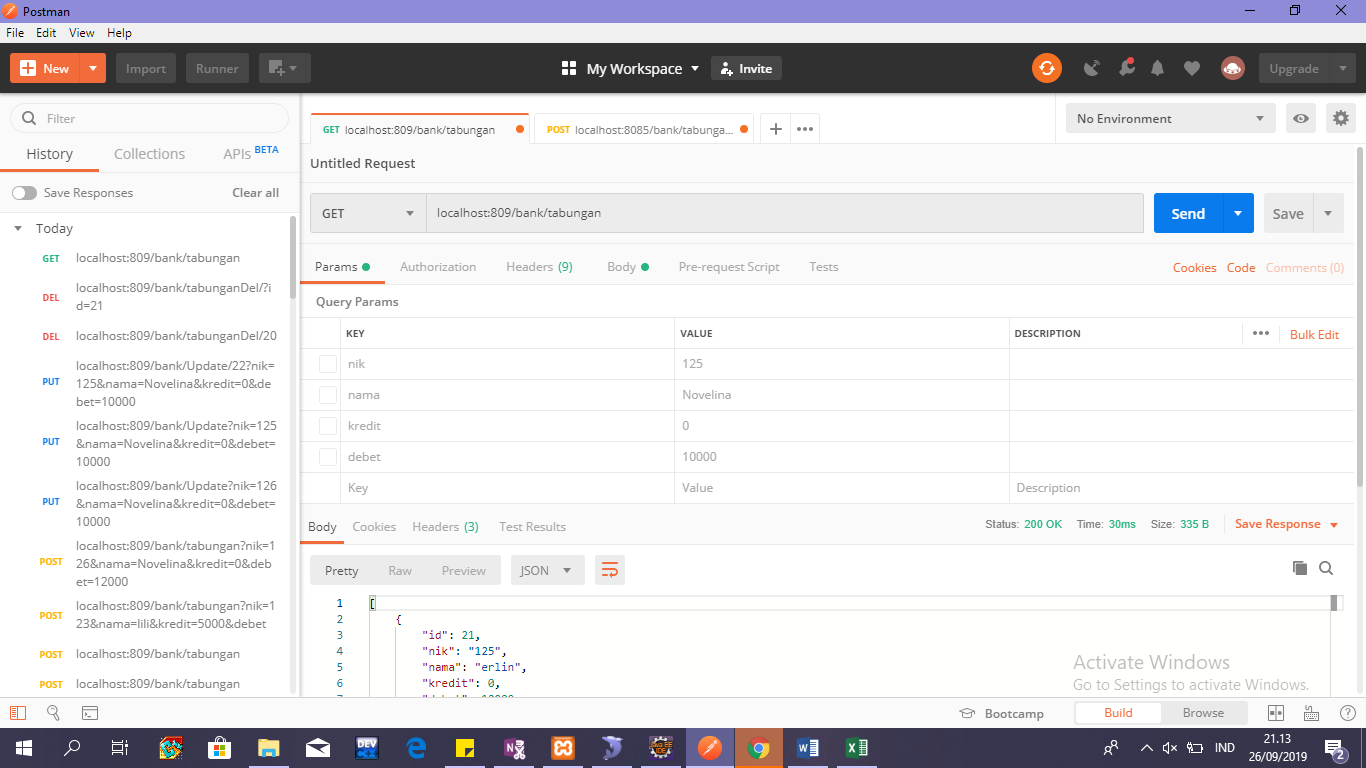 Postman
File Edit View Help
New Import Runner My Workspace Invite Upgrade
Filter
History Collections APIs BETA
Save Responses Clear all
Today
GET localhost:809/bank/tabungan
DEL localhost:809/bank/tabunganDel/?i
d=21
DEL localhost:809/bank/tabunganDel/20
PUT localhost:809/bank/Update/22?nik=
125&nama=Novelina&kredit=0&de
bet=10000
PUT localhost:809/bank/Update?nik=125
&nama=Novelina&kredit=0&debet=
10000
PUT localhost:809/bank/Update?nik=126
&nama=Novelina&kredit=0&debet=
10000
POST localhost:809/bank/tabungan?nik=1
26&nama=Novelina&kredit=0&deb
et=12000
POST localhost:809/bank/tabungan?nik=1
23&nama=lili&kredit=5000&debet
POST localhost:809/bank/tabungan
POST localhost:809/bank/tabungan
GET localhost:809/bank/tabungan POST localhost:8085/bank/tabunga... No Environment
Untitled Request
GET localhost:809/bank/tabungan Send Save
Params Authorization Headers (9) Body Pre-request Script Tests Cookies Code Comments (0)
Query Params
KEY VALUE DESCRIPTION Bulk Edit
nik 125
nama Novelina
kredit 0
debet 10000
Key Value Description
Body Cookies Headers (3) Test Results Status: 200 OK Time: 30ms Size: 335 B Save Response
Pretty Raw Preview JSON
1 [
2 {
3 "id": 21,
4 "nik": "125",
5 "nama": "erlin",
6 "kredit": 0,
Activate Windows
Go to Settings to activate Windows.
Bootcamp Build Browse
DEV
C++
IND 21.13
26/09/2019
2